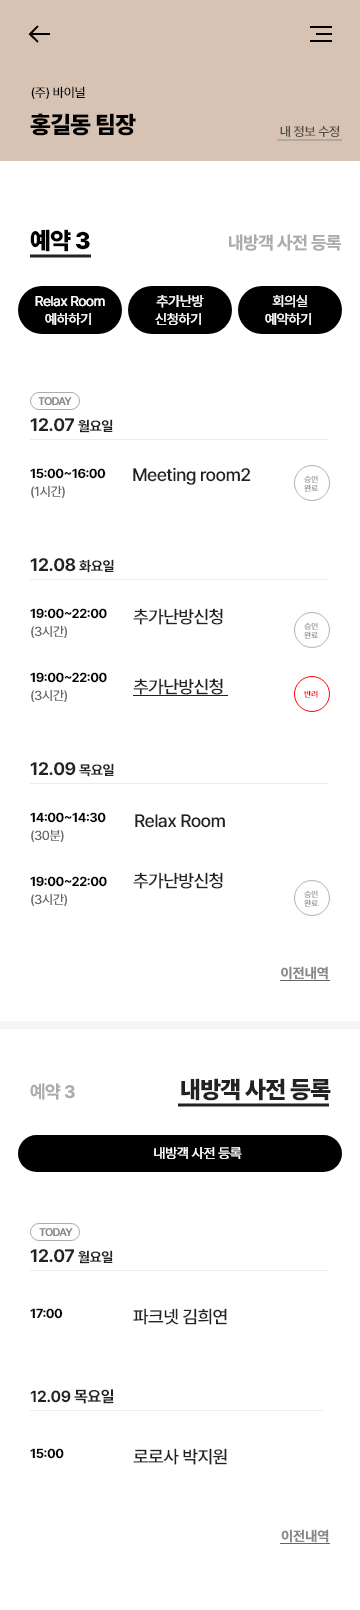 (주) 바이널
홍길동 팀장
내 정보 수정
예약 3
내방객 사전 등록
Relax Room
예하하기
추가난방
신청하기
회의실
예약하기
TODAY
12.07 월요일
15:00~16:00
(1시간)
Meeting room2
승인
완료
12.08 화요일
19:00~22:00
(3시간)
추가난방신청
승인
완료
19:00~22:00
(3시간)
추가난방신청
반려
12.09 목요일
14:00~14:30
(30분)
Relax Room
19:00~22:00
(3시간)
추가난방신청
승인
완료
이전내역
예약 3
내방객 사전 등록
내방객 사전 등록
TODAY
12.07 월요일
17:00
파크넷 김희연
12.09 목요일
15:00
로로사 박지원
이전내역